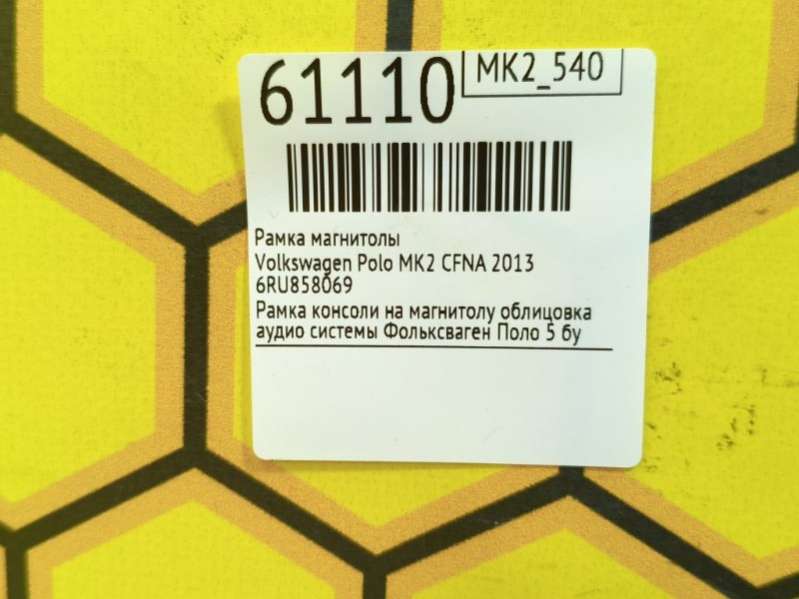 61110
MK2_540
Рамка магнитолы
Volkswagen Polo MK2 CFNA 2013
6RU858069
Рамка консоли на магнитолу облицовка
аудио системы Фольксваген Поло 5 бу